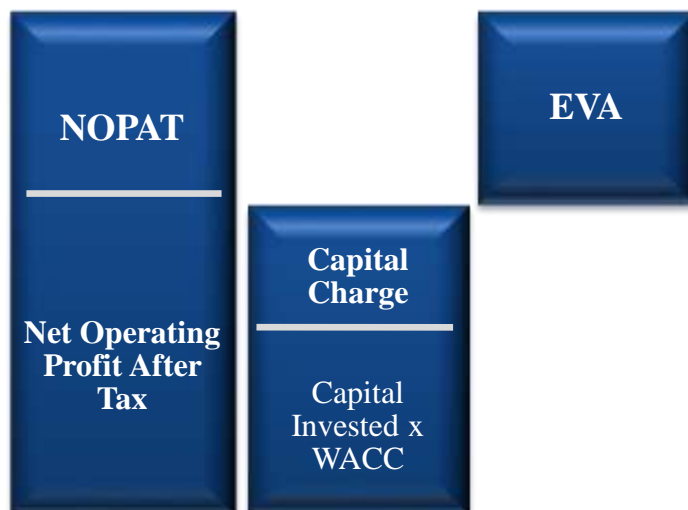 NOPAT
Net Operating
Profit After
Tax
Capital
Charge
Capital
Invested x
WACC
EVA